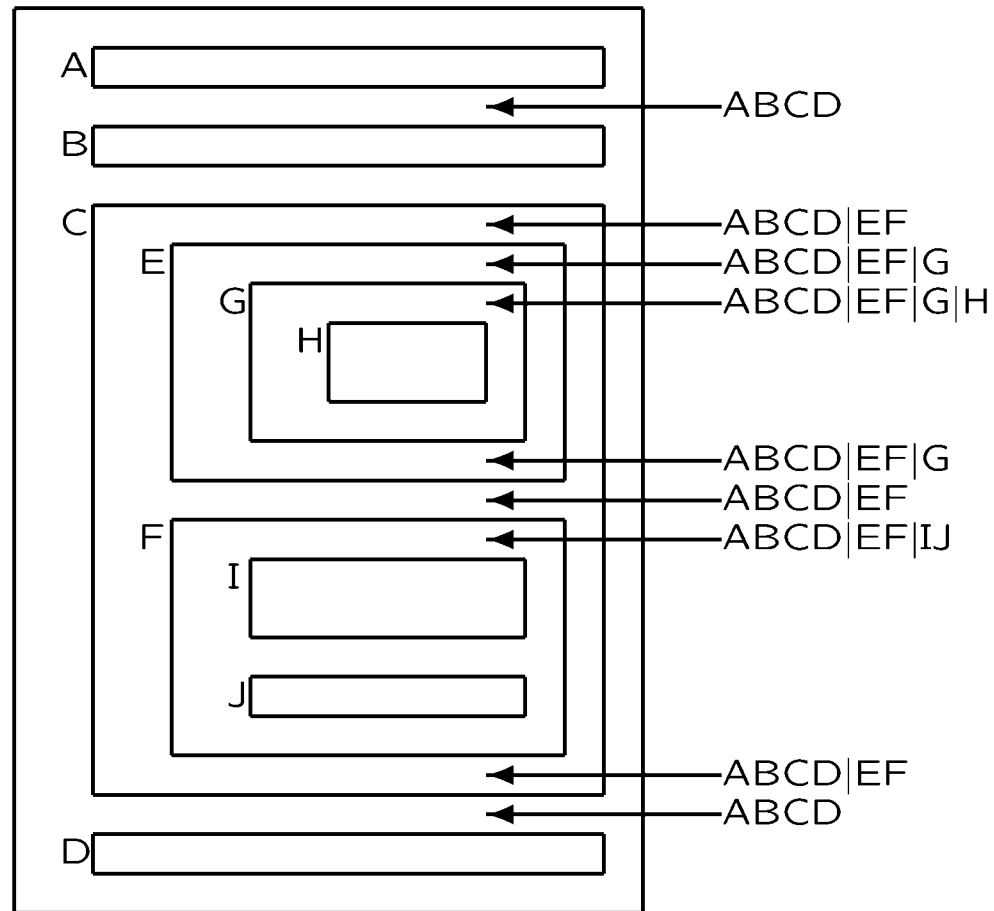 A
ABCD
B
C ABCD|EF
E ABCD|EF|G
G ABCD|EF|G|H
H
ABCD|EF|G
ABCD|EF
F ABCD|EF|IJ
I
J
ABCD|EF
ABCD
D